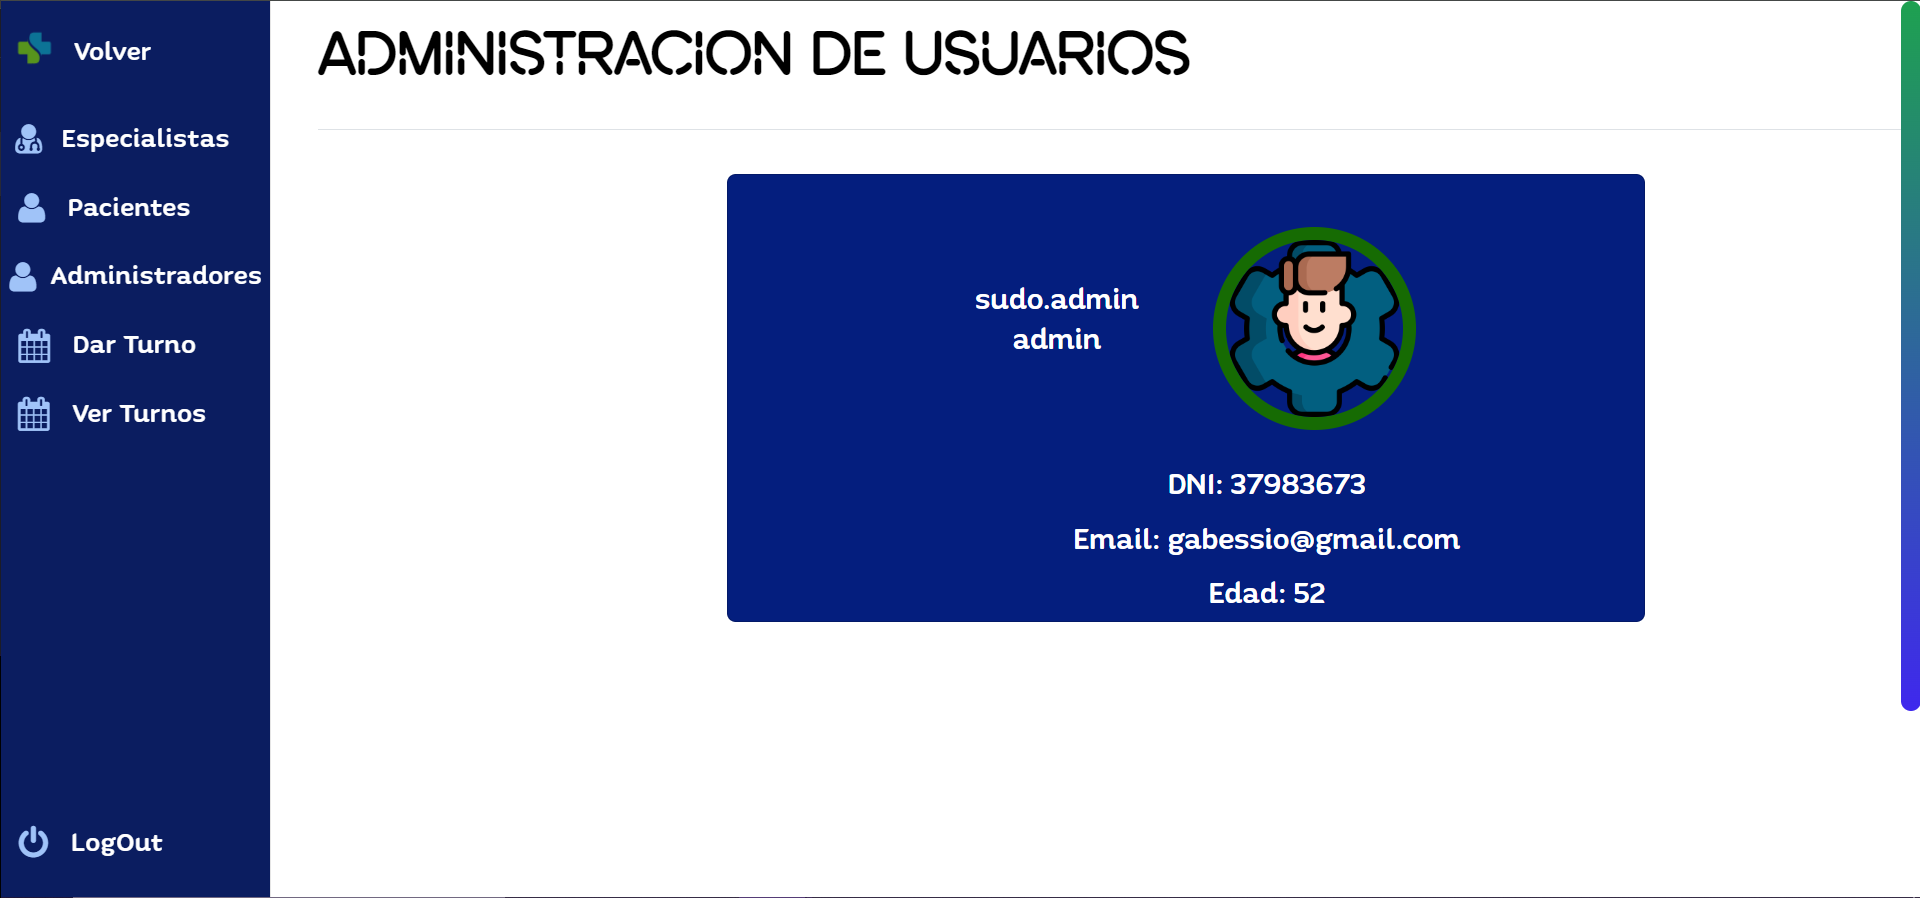 Volver
Especialistas
Pacientes
Administradores
Dar Turno
Ver Turnos
LogOut
ADMINISTRACION DE USUARIOS
sudo.admin
admin
DNI: 37983673
Email: gabessio@gmail.com
Edad: 52